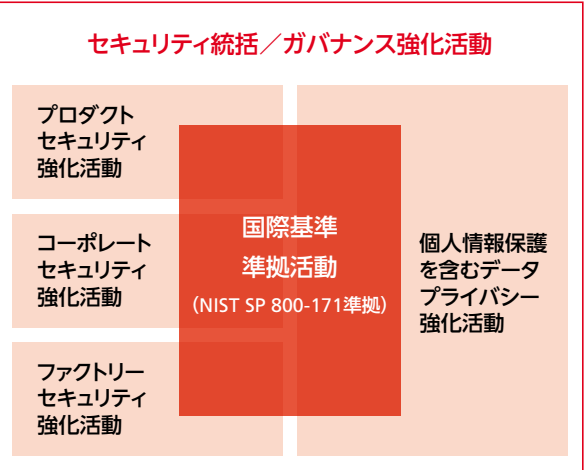 セキュリティ統括／ガバナンス強化活動
プロダクト
セキュリティ
強化活動
コーポレート
セキュリティ
強化活動
ファクトリー
セキュリティ
強化活動
国際基準
準拠活動
（NIST SP 800-171準拠）
個人情報保護
を含むデータ
プライバシー
強化活動